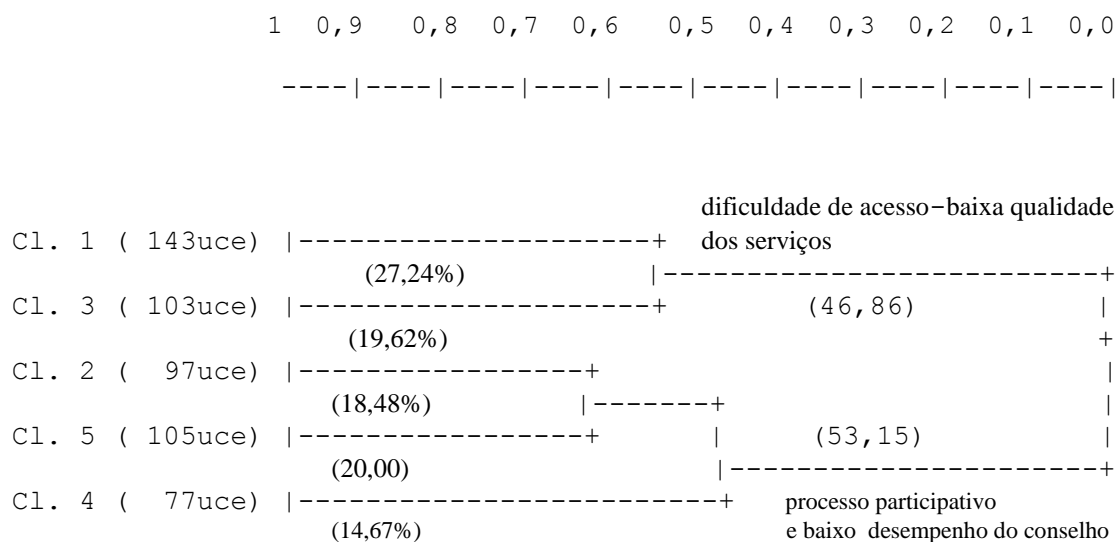 1 0,9 0,8 0,7 0,6 0,5 0,4 0,3 0,2 0,1 0,0
----|----|----|----|----|----|----|----|----|----|
dificuldade de acesso-baixa qualidade
Cl. 1 ( 143uce) |---------------------+ dos serviços
(27,24%) |--------------------------+
Cl. 3 ( 103uce) |---------------------+ (46,86) |
(19,62%) +
Cl. 2 ( 97uce) |-----------------+ |
(18,48%) |-------+ |
Cl. 5 ( 105uce) |-----------------+ | (53,15) |
(20,00) |----------------------+
Cl. 4 ( 77uce) |-------------------------+ processo participativo
(14,67%) e baixo desempenho do conselho